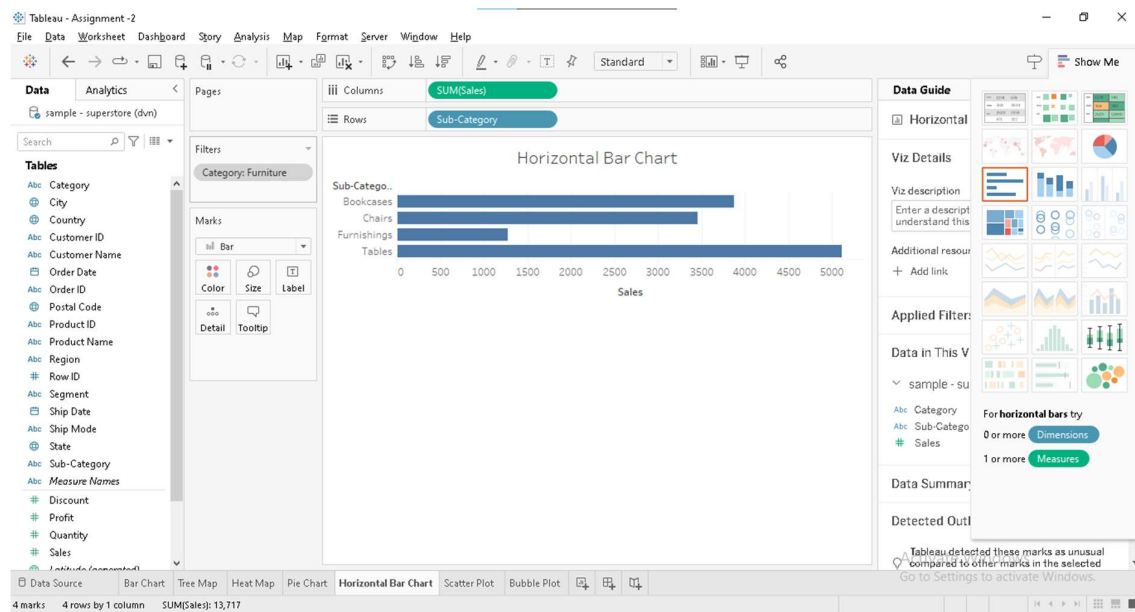 Tableau - Assignment -2
File Data Worksheet Dashboard Story Analysis Map Format Server Window Help
Standard
Show Me
Data Analytics
sample - superstore (dvn)
Search
Tables
Abc Category
City
Country
Abc Customer ID
Abc Customer Name
Order Date
Abc Order ID
Postal Code
Abc Product ID
Abc Product Name
Abc Region
# Row ID
Abc Segment
Ship Date
Abc Ship Mode
State
Abc Sub-Category
Abc Measure Names
# Discount
# Profit
# Quantity
# Sales
Latitude (generated)
Pages
Filters
Category: Furniture
Marks
Bar
Color Size Label
Detail Tooltip
Columns SUM(Sales)
Rows Sub-Category
Horizontal Bar Chart
Sub-Catego..
Bookcases
Chairs
Furnishings
Tables
0 500 1000 1500 2000 2500 3000 3500 4000 4500 5000
Sales
Data Guide
Horizontal
Viz Details
Viz description
Enter a descript
understand this
Additional resour
+ Add link
Applied Filters
Data in This V
sample - su
Abc Category
Abc Sub-Catego
# Sales
Data Summary
Detected Outl
Tableau detected these marks as unusual
compared to other marks in the selected
For horizontal bars try
0 or more Dimensions
1 or more Measures
Activate Windows
Go to Settings to activate Windows.
Data Source Bar Chart Tree Map Heat Map Pie Chart Horizontal Bar Chart Scatter Plot Bubble Plot
4 marks 4 rows by 1 column SUM(Sales): 13,717